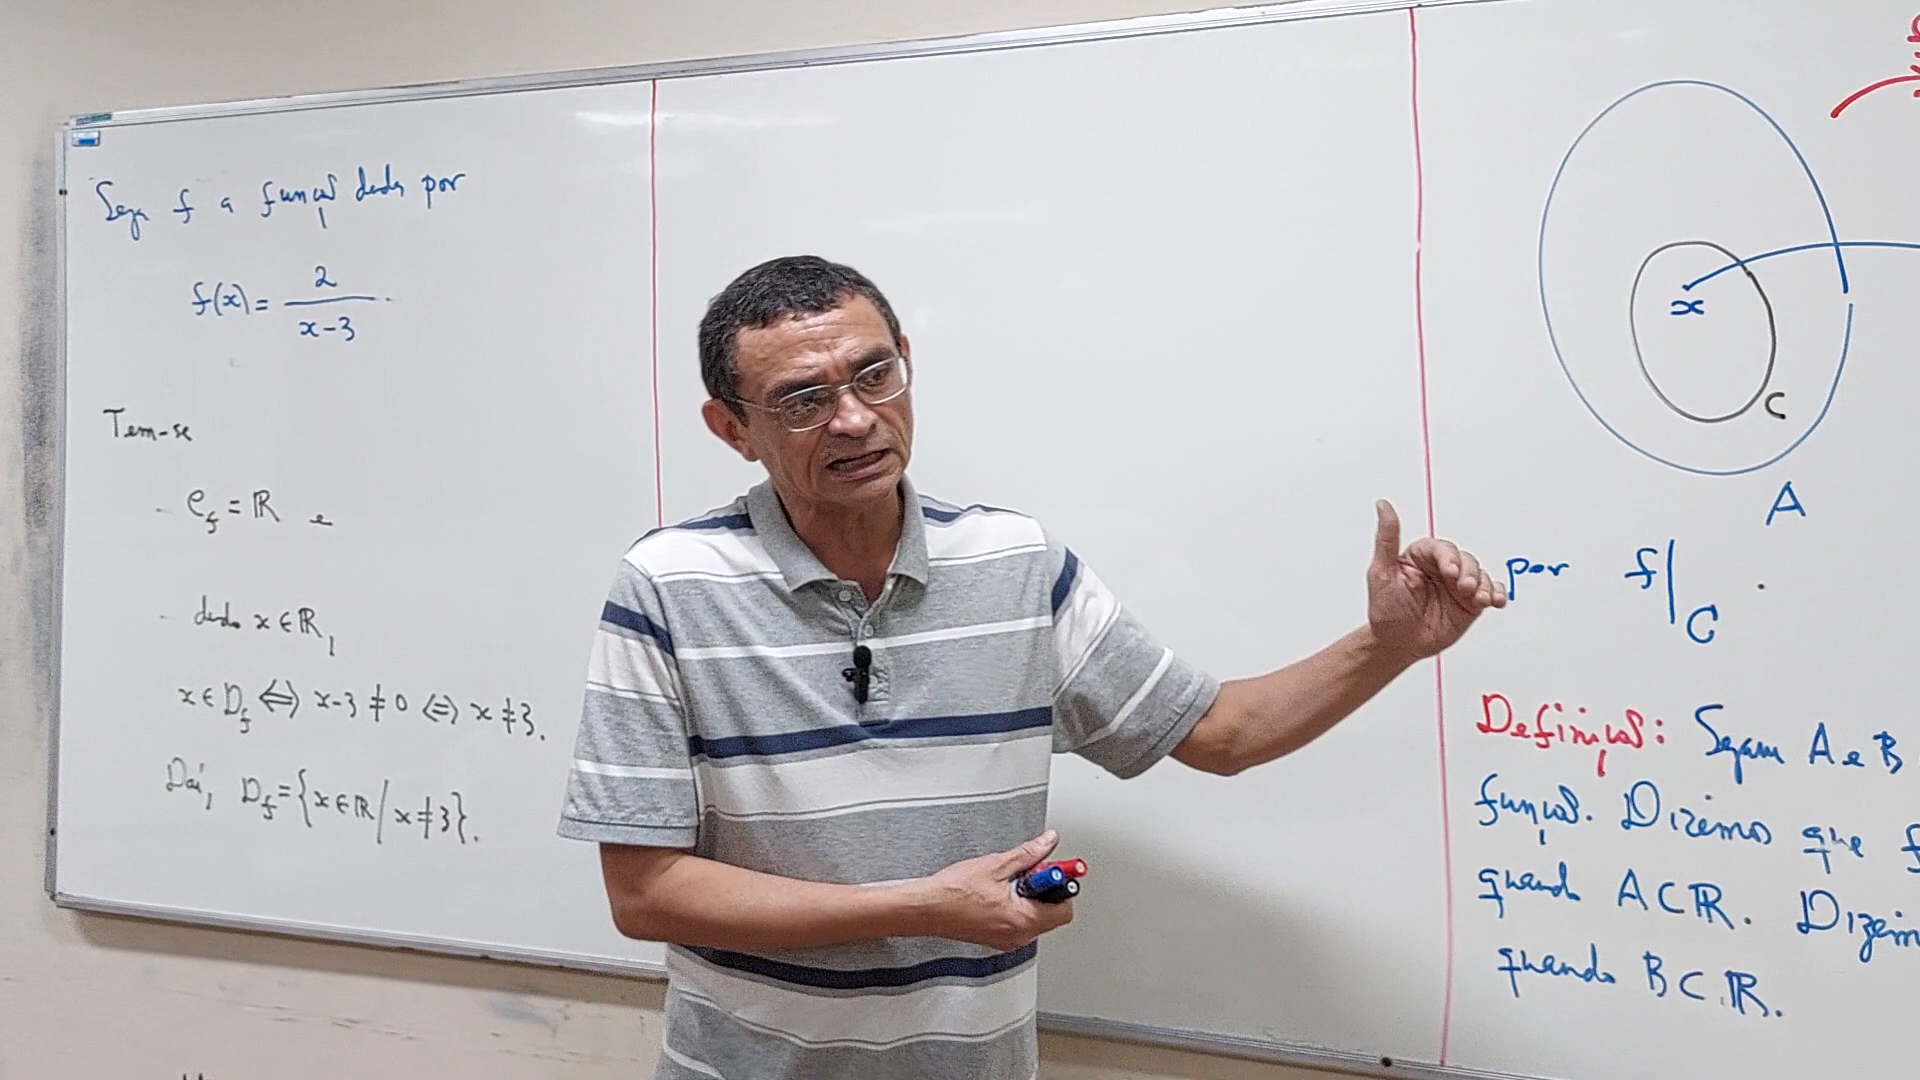 Seja f a função dada por
f(x) = 2/(x-3).
Tem-se
. C_f = ℝ e
- dado x ∈ ℝ,
x ∈ D_f ⇔ x-3 ≠ 0 ⇔ x ≠ 3.
Daí, D_f = {x ∈ ℝ / x ≠ 3}.
x
C
A
por f|_C .
Definição: Sejam A e B
função. Dizemos que f
quando A ⊂ ℝ. Dizem
quando B ⊂ ℝ.